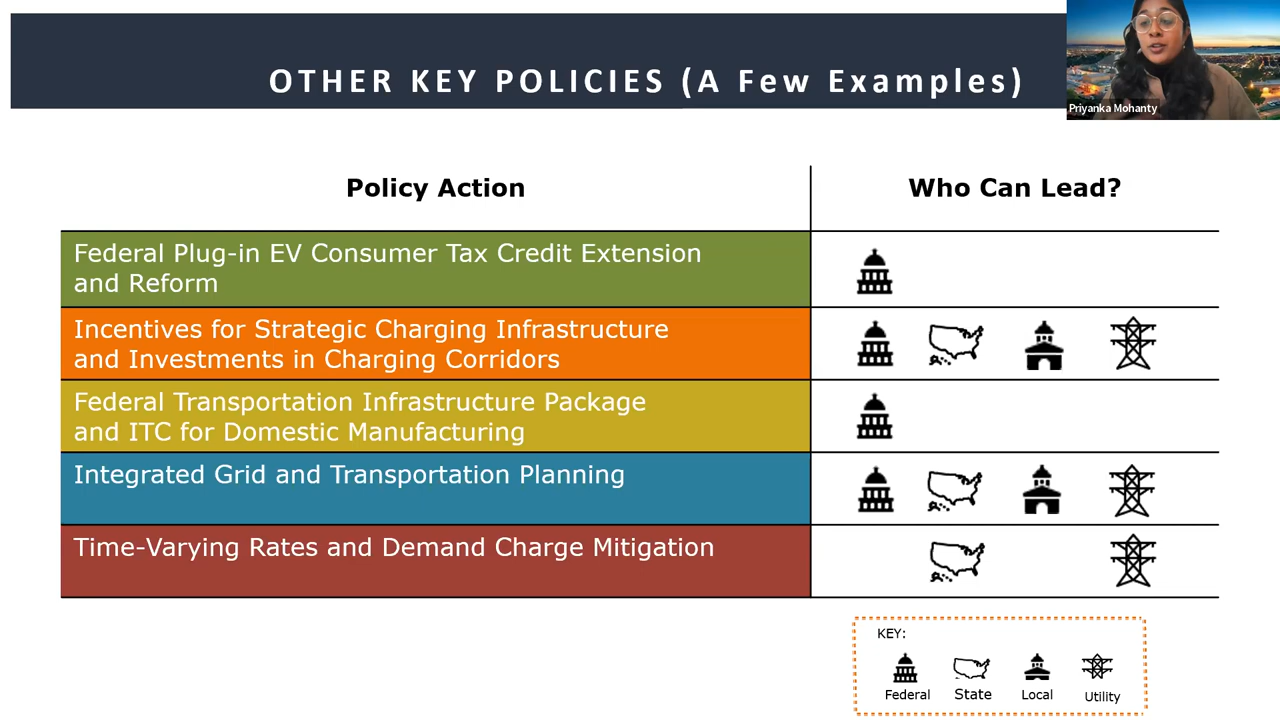 OTHER KEY POLICIES (A Few Examples)
Priyanka Mohanty
Policy Action
Who Can Lead?
Federal Plug-in EV Consumer Tax Credit Extension
and Reform
Incentives for Strategic Charging Infrastructure
and Investments in Charging Corridors
Federal Transportation Infrastructure Package
and ITC for Domestic Manufacturing
Integrated Grid and Transportation Planning
Time-Varying Rates and Demand Charge Mitigation
KEY:
Federal
State
Local
Utility